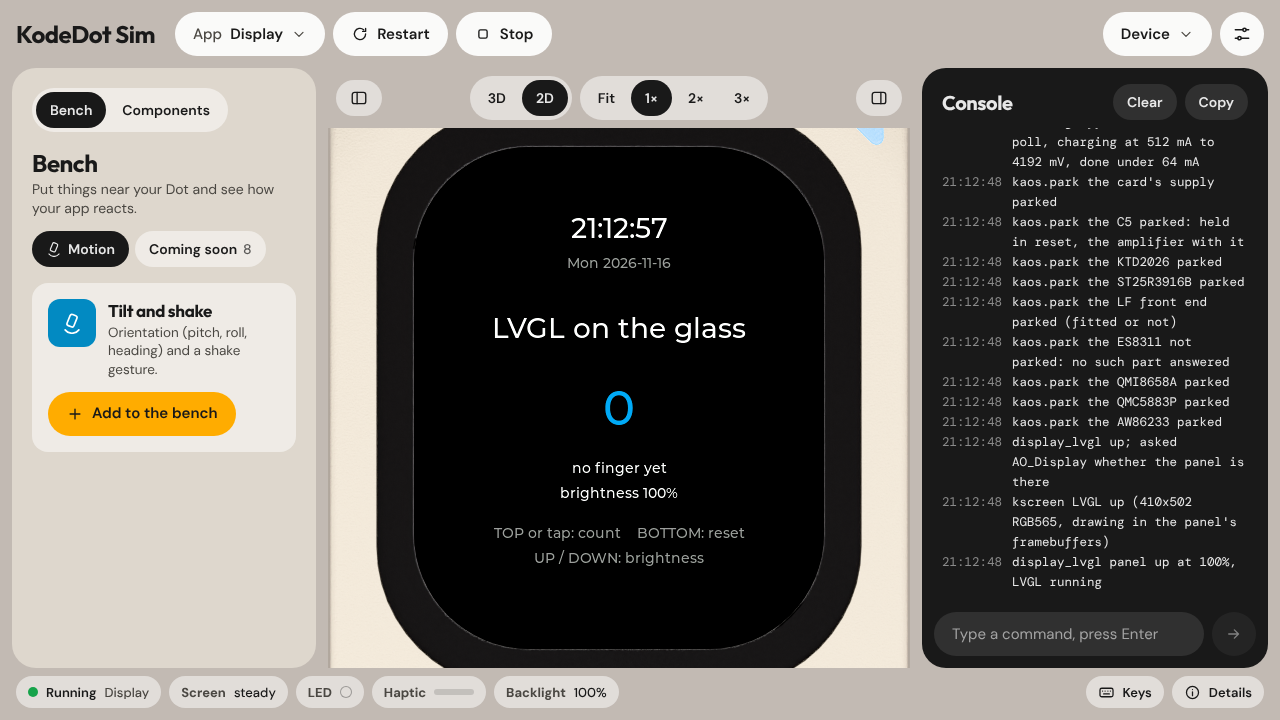 KodeDot Sim
App Display
Restart
Stop
Device
Bench
Components
Bench
Put things near your Dot and see how
your app reacts.
Motion
Coming soon 8
Tilt and shake
Orientation (pitch, roll,
heading) and a shake
gesture.
+ Add to the bench
3D
2D
Fit
1×
2×
3×
21:12:57
Mon 2026-11-16
LVGL on the glass
0
no finger yet
brightness 100%
TOP or tap: count BOTTOM: reset
UP / DOWN: brightness
Console
Clear
Copy
poll, charging at 512 mA to
4192 mV, done under 64 mA
21:12:48 kaos.park the card's supply
parked
21:12:48 kaos.park the C5 parked: held
in reset, the amplifier with it
21:12:48 kaos.park the KTD2026 parked
21:12:48 kaos.park the ST25R3916B parked
21:12:48 kaos.park the LF front end
parked (fitted or not)
21:12:48 kaos.park the ES8311 not
parked: no such part answered
21:12:48 kaos.park the QMI8658A parked
21:12:48 kaos.park the QMC5883P parked
21:12:48 kaos.park the AW86233 parked
21:12:48 display_lvgl up; asked
AO_Display whether the panel is
there
21:12:48 kscreen LVGL up (410x502
RGB565, drawing in the panel's
framebuffers)
21:12:48 display_lvgl panel up at 100%,
LVGL running
Type a command, press Enter
Running Display
Screen steady
LED
Haptic
Backlight 100%
Keys
Details